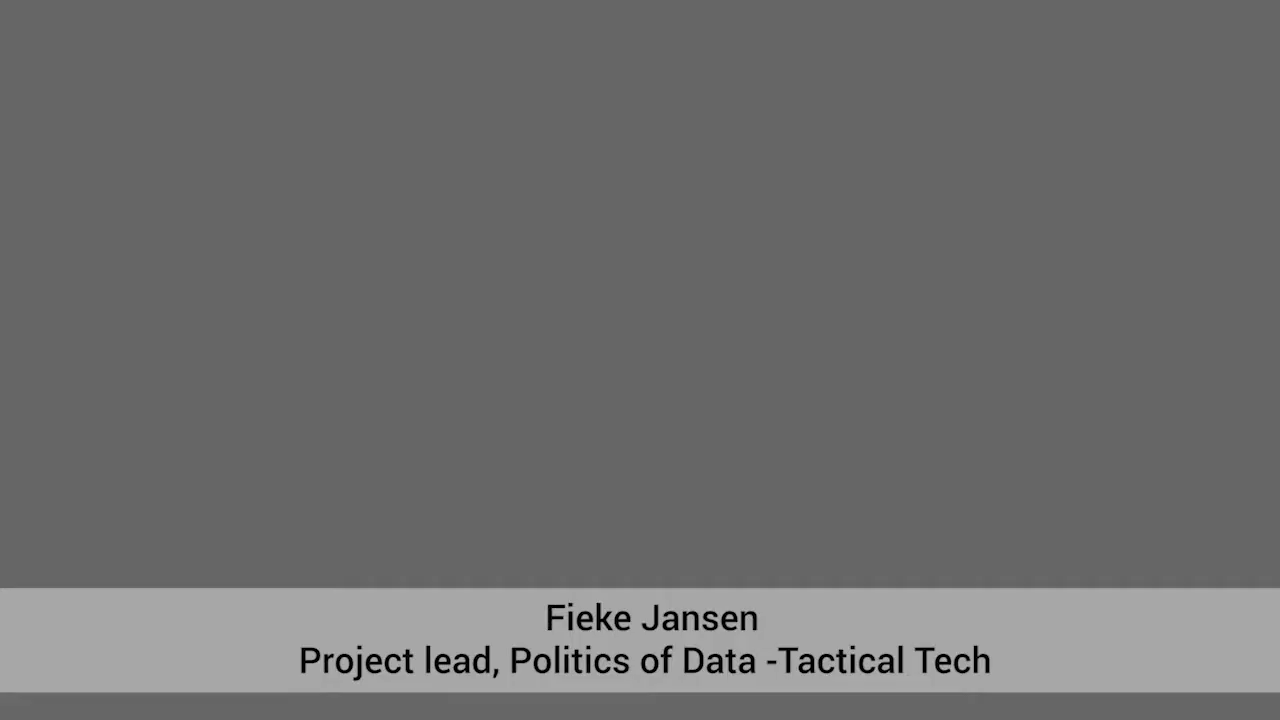 Fieke Jansen
Project lead, Politics of Data -Tactical Tech